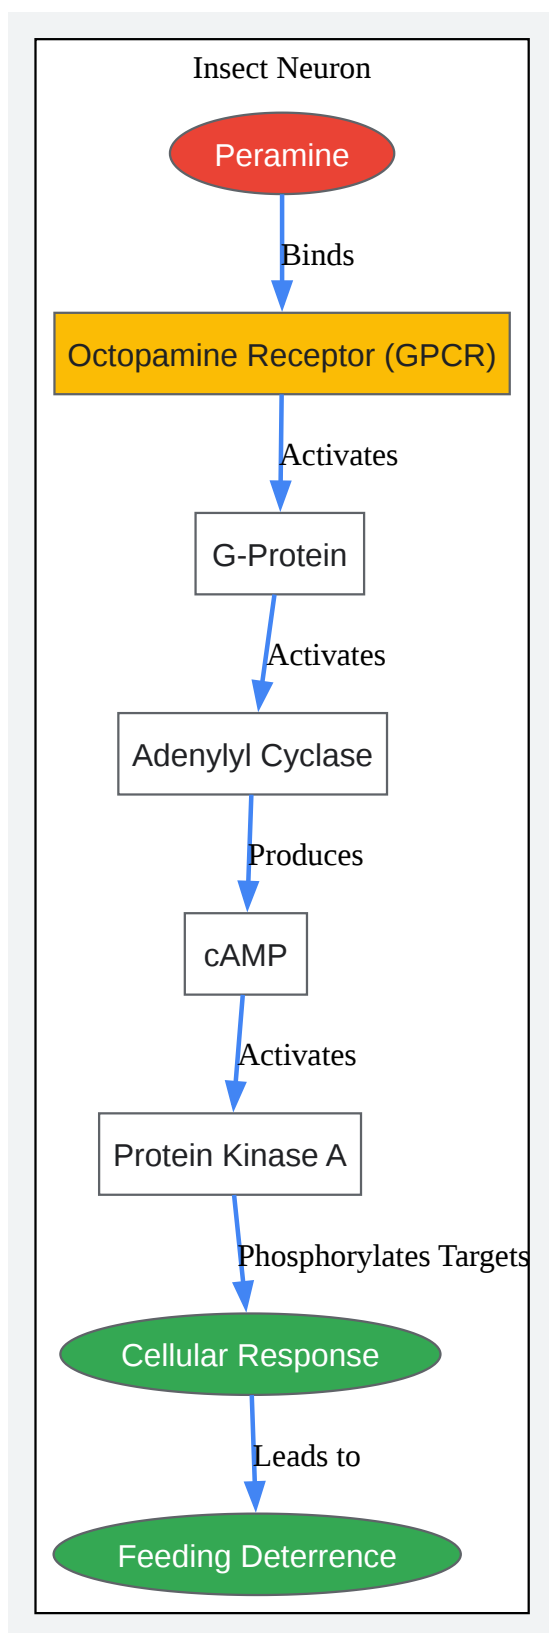 Insect Neuron
Peramine
Binds
Octopamine Receptor (GPCR)
Activates
G-Protein
Activates
Adenylyl Cyclase
Produces
cAMP
Activates
Protein Kinase A
Phosphorylates Targets
Cellular Response
Leads to
Feeding Deterrence